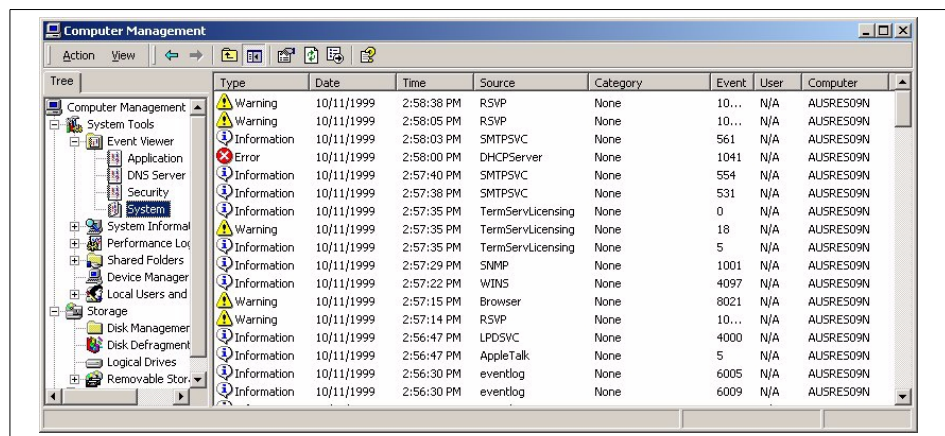 Computer Management
Action View
Tree
Type Date Time Source Category Event User Computer
Computer Management
System Tools
Event Viewer
Application
DNS Server
Security
System
System Informat
Performance Log
Shared Folders
Device Manager
Local Users and
Storage
Disk Managemen
Disk Defragment
Logical Drives
Removable Stor
Warning 10/11/1999 2:58:38 PM RSVP None 10... N/A AUSRES09N
Warning 10/11/1999 2:58:05 PM RSVP None 10... N/A AUSRES09N
Information 10/11/1999 2:58:03 PM SMTPSVC None 561 N/A AUSRES09N
Error 10/11/1999 2:58:00 PM DHCPServer None 1041 N/A AUSRES09N
Information 10/11/1999 2:57:40 PM SMTPSVC None 554 N/A AUSRES09N
Information 10/11/1999 2:57:38 PM SMTPSVC None 531 N/A AUSRES09N
Information 10/11/1999 2:57:35 PM TermServLicensing None 0 N/A AUSRES09N
Warning 10/11/1999 2:57:35 PM TermServLicensing None 18 N/A AUSRES09N
Information 10/11/1999 2:57:35 PM TermServLicensing None 5 N/A AUSRES09N
Information 10/11/1999 2:57:29 PM SNMP None 1001 N/A AUSRES09N
Information 10/11/1999 2:57:22 PM WINS None 4097 N/A AUSRES09N
Warning 10/11/1999 2:57:15 PM Browser None 8021 N/A AUSRES09N
Warning 10/11/1999 2:57:14 PM RSVP None 10... N/A AUSRES09N
Information 10/11/1999 2:56:47 PM LPDSVC None 4000 N/A AUSRES09N
Information 10/11/1999 2:56:47 PM AppleTalk None 5 N/A AUSRES09N
Information 10/11/1999 2:56:30 PM eventlog None 6005 N/A AUSRES09N
Information 10/11/1999 2:56:30 PM eventlog None 6009 N/A AUSRES09N